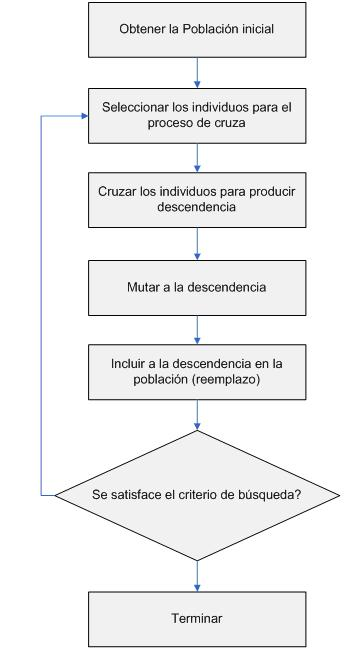 Obtener la Población inicial
Seleccionar los individuos para el
proceso de cruza
Cruzar los individuos para producir
descendencia
Mutar a la descendencia
Incluir a la descendencia en la
población (reemplazo)
Se satisface el criterio de búsqueda?
Terminar